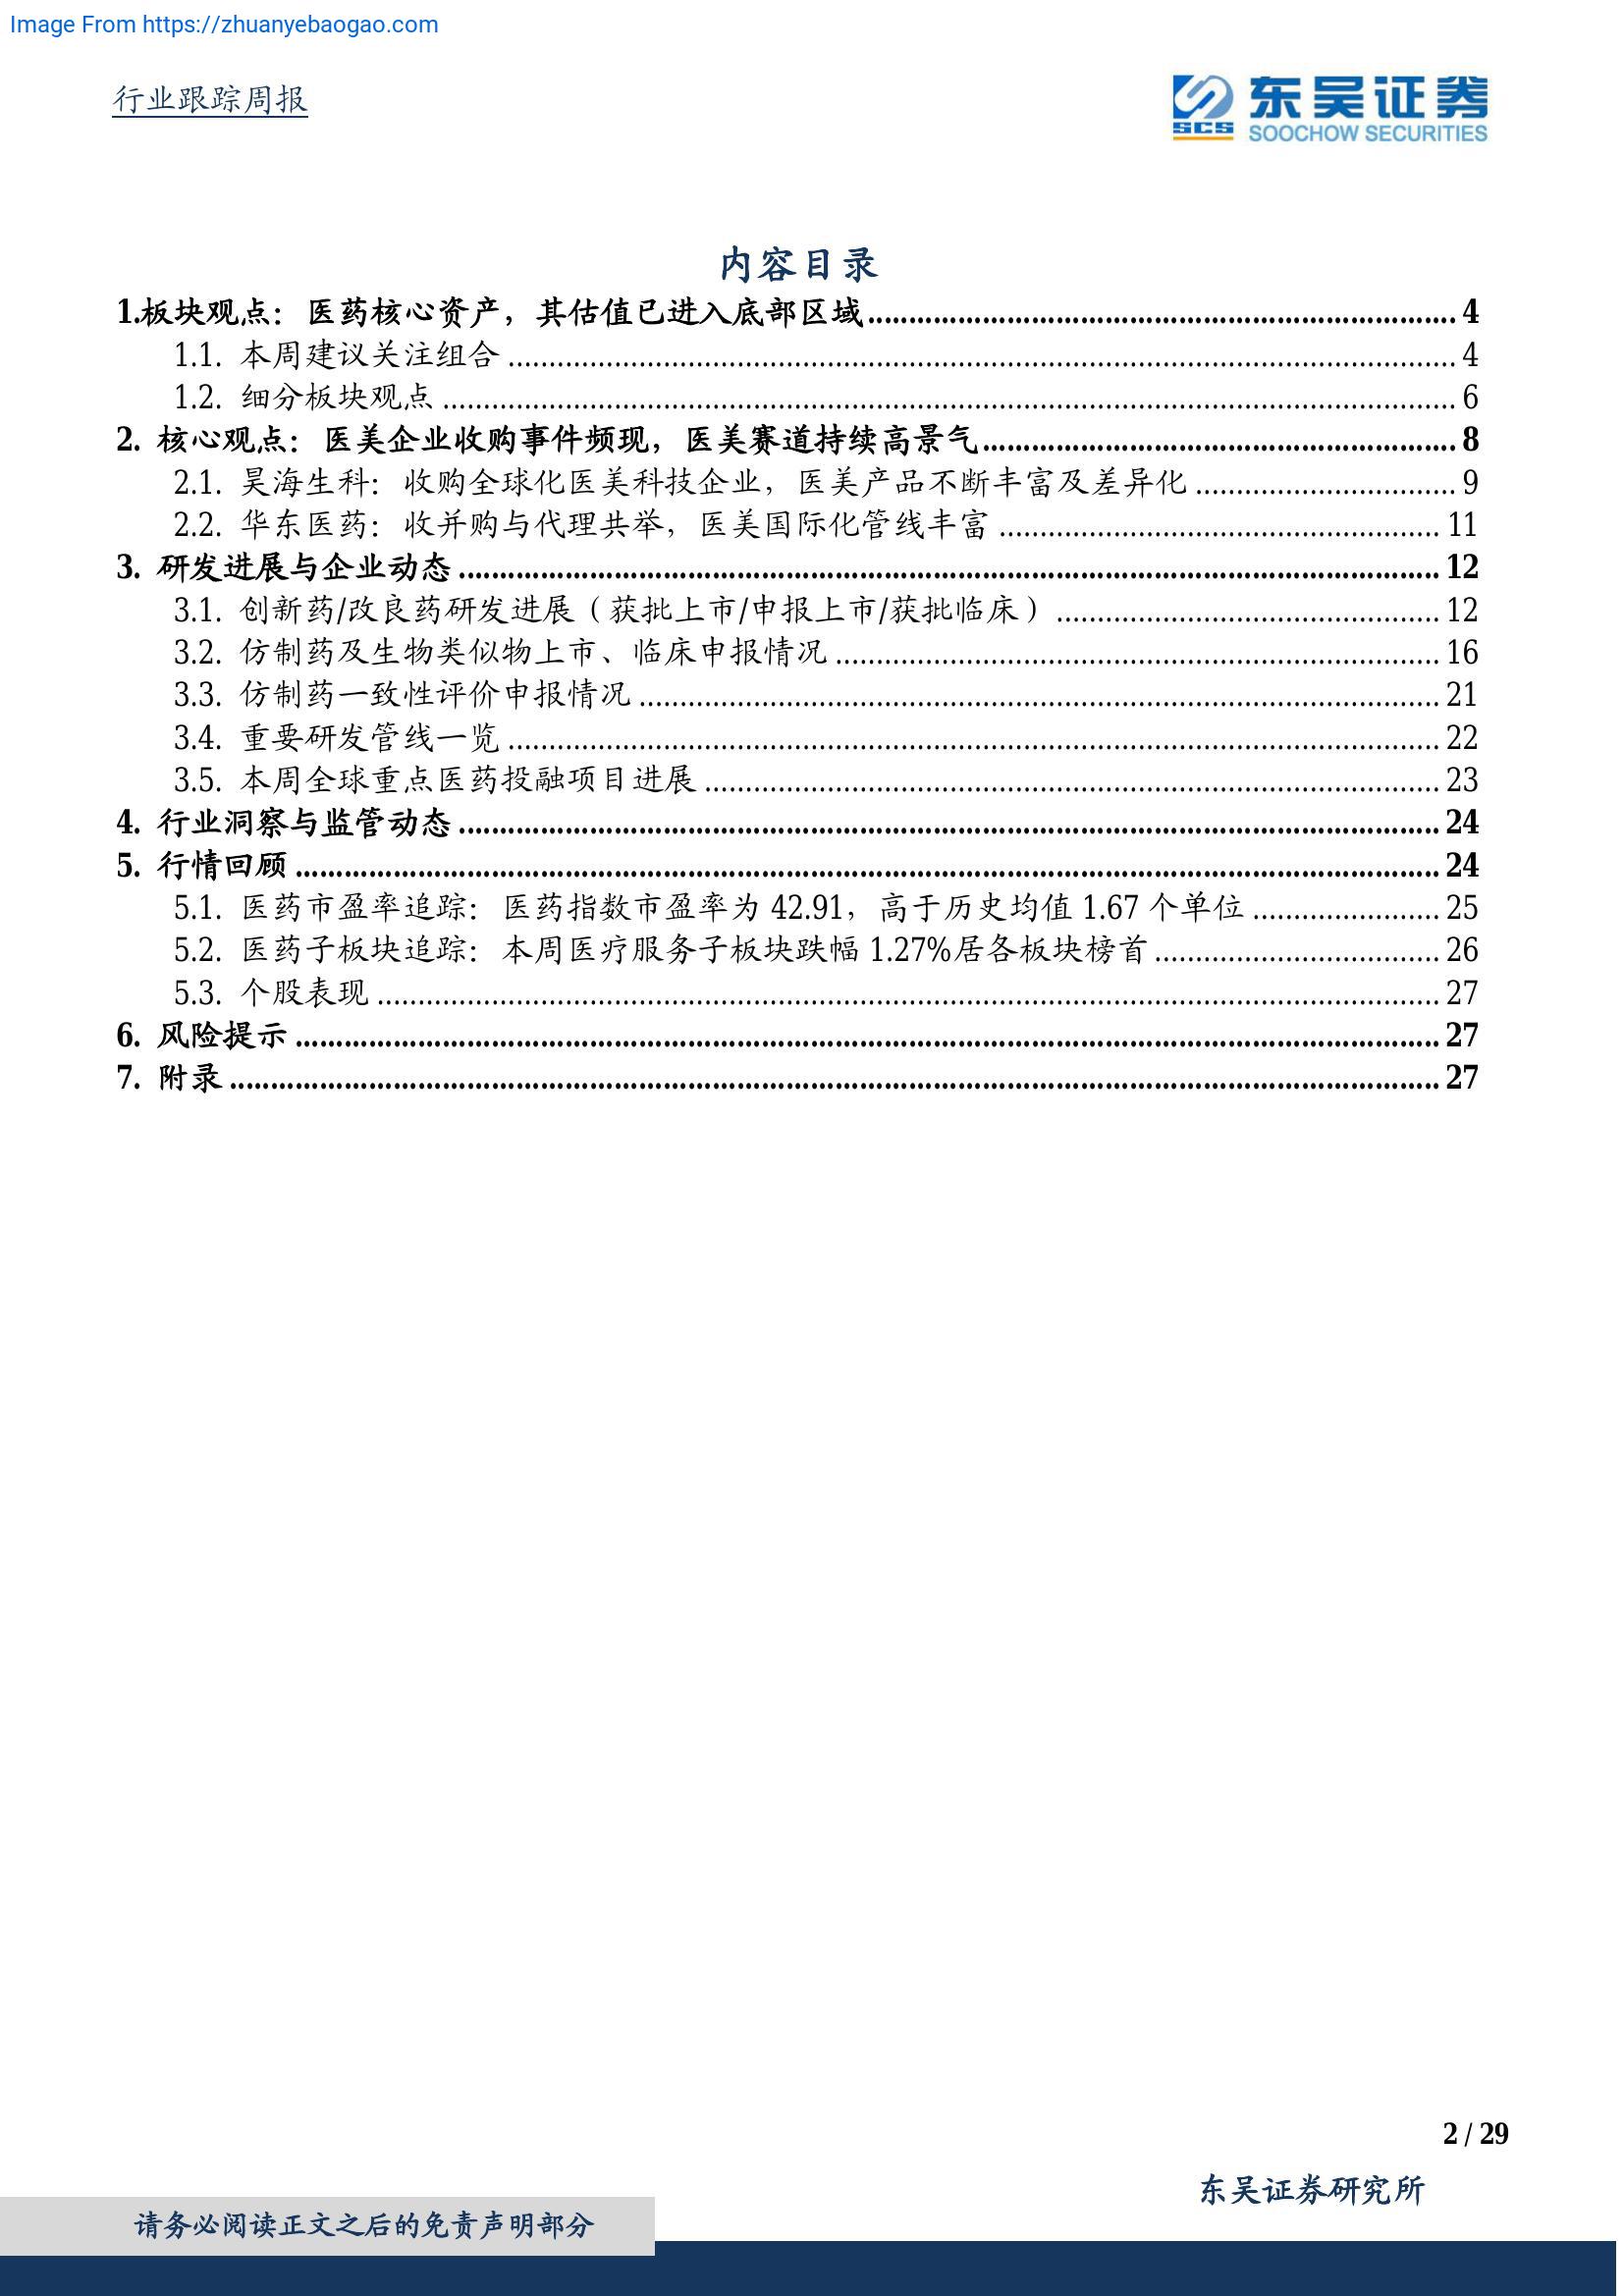 Image From https://zhuanyebaogao.com
行业跟踪周报
SCS 东吴证券
SOOCHOW SECURITIES
内容目录
1.板块观点：医药核心资产，其估值已进入底部区域 4
1.1. 本周建议关注组合 4
1.2. 细分板块观点 6
2. 核心观点：医美企业收购事件频现，医美赛道持续高景气 8
2.1. 昊海生科：收购全球化医美科技企业，医美产品不断丰富及差异化 9
2.2. 华东医药：收并购与代理共举，医美国际化管线丰富 11
3. 研发进展与企业动态 12
3.1. 创新药/改良药研发进展（获批上市/申报上市/获批临床） 12
3.2. 仿制药及生物类似物上市、临床申报情况 16
3.3. 仿制药一致性评价申报情况 21
3.4. 重要研发管线一览 22
3.5. 本周全球重点医药投融项目进展 23
4. 行业洞察与监管动态 24
5. 行情回顾 24
5.1. 医药市盈率追踪：医药指数市盈率为 42.91，高于历史均值 1.67 个单位 25
5.2. 医药子板块追踪：本周医疗服务子板块跌幅 1.27%居各板块榜首 26
5.3. 个股表现 27
6. 风险提示 27
7. 附录 27
2 / 29
东吴证券研究所
请务必阅读正文之后的免责声明部分